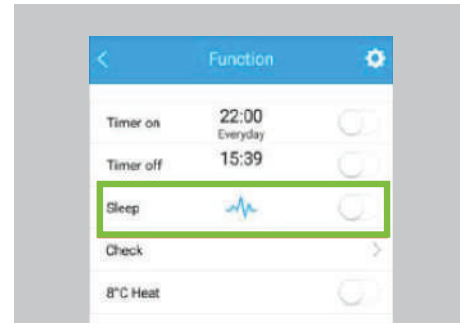 Function
Timer on 22:00
Everyday
Timer off 15:39
Sleep
Check
8°C Heat